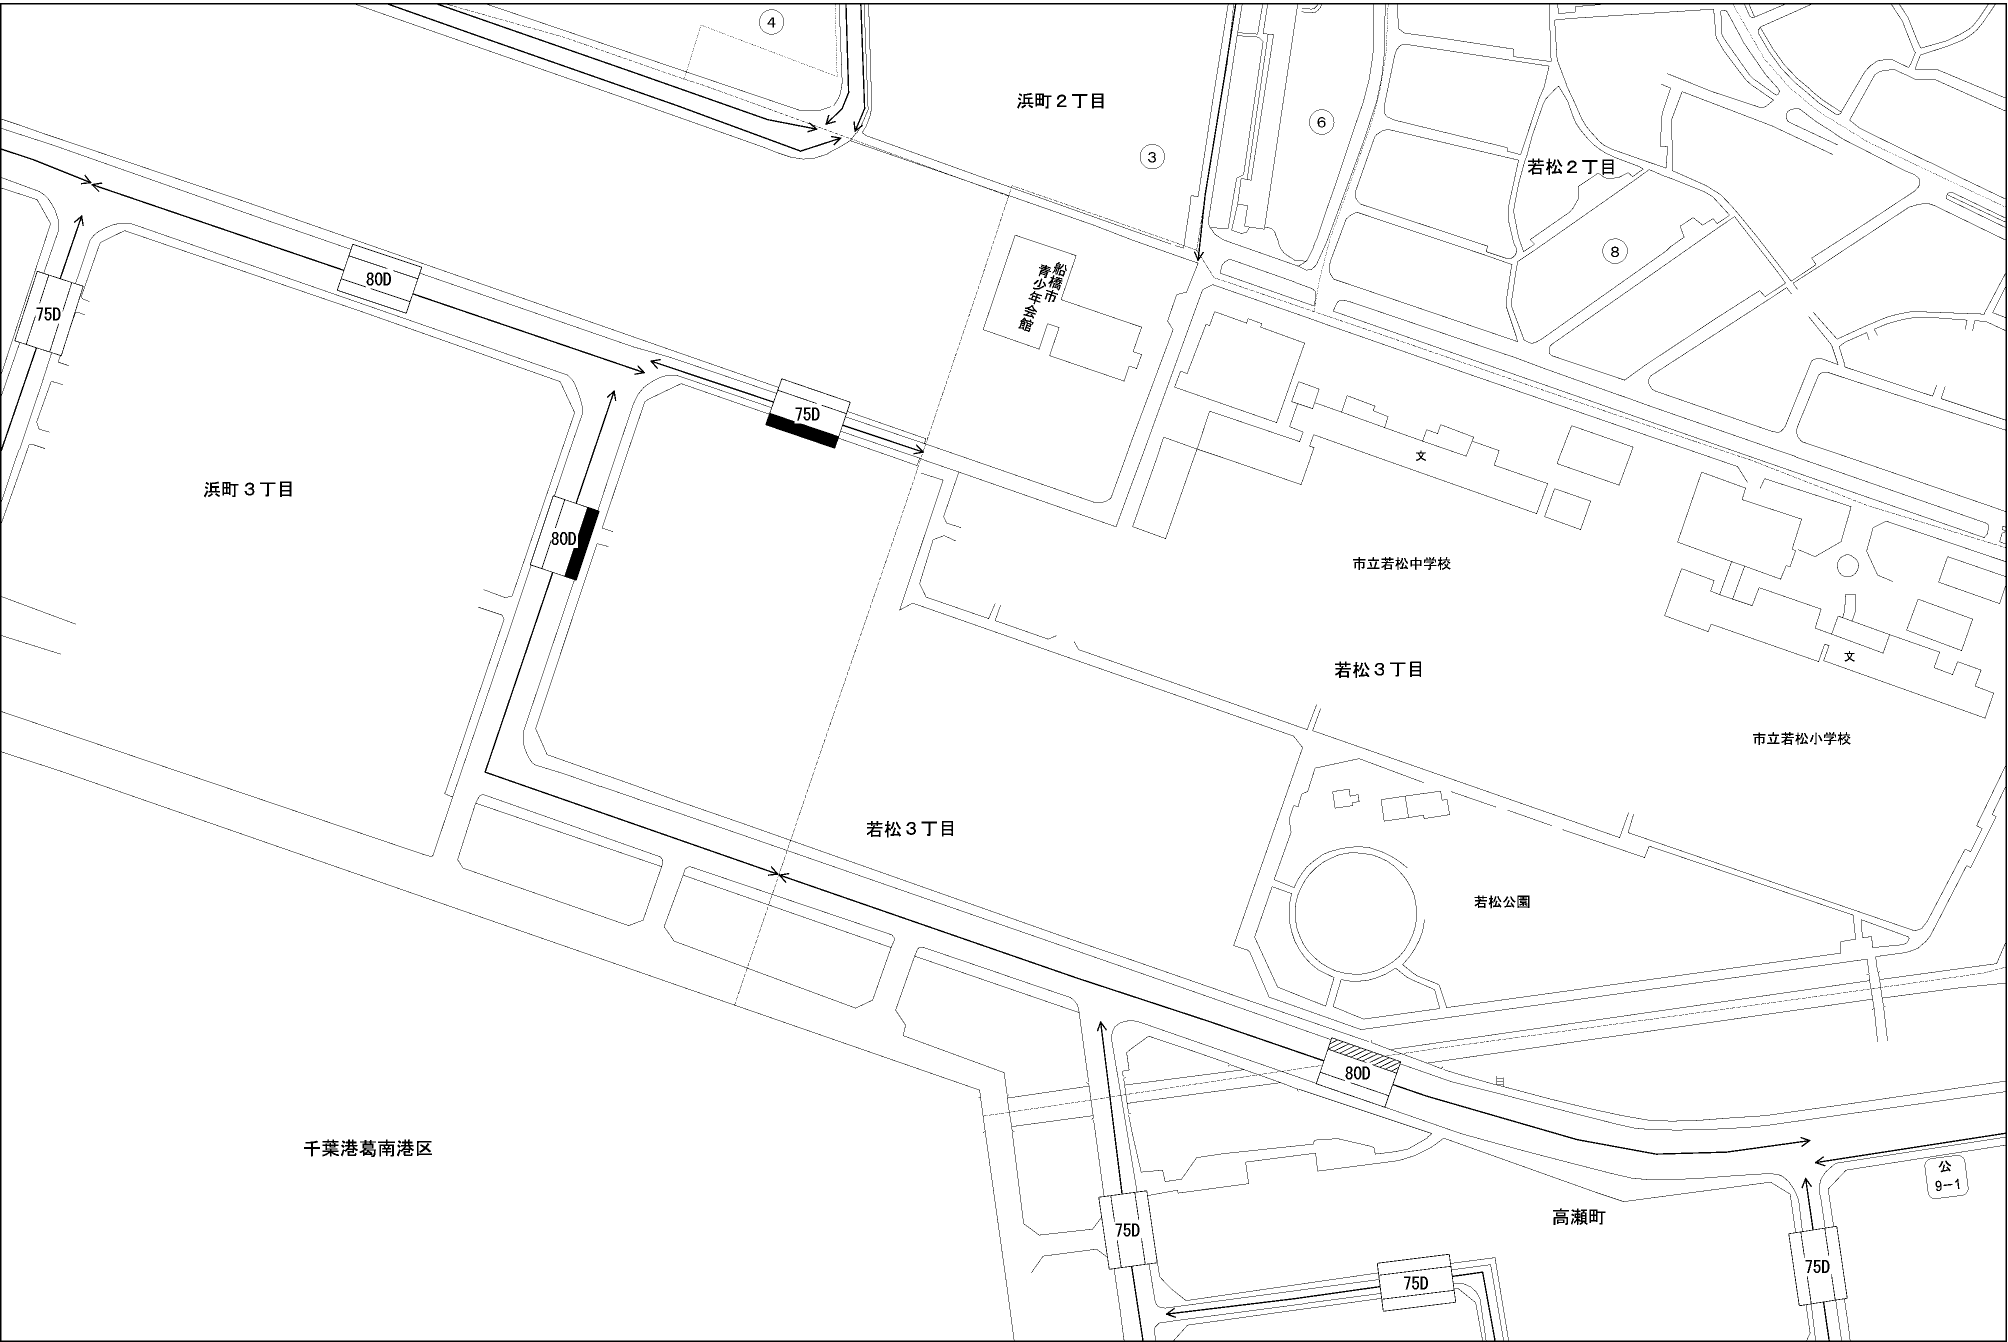 4
浜町2丁目
6
3
若松2丁目
8
80D
船橋市
青少年会館
75D
75D
文
浜町3丁目
80D
市立若松中学校
若松3丁目
文
市立若松小学校
若松3丁目
若松公園
80D
千葉港葛南港区
公
9-1
高瀬町
75D
75D
75D